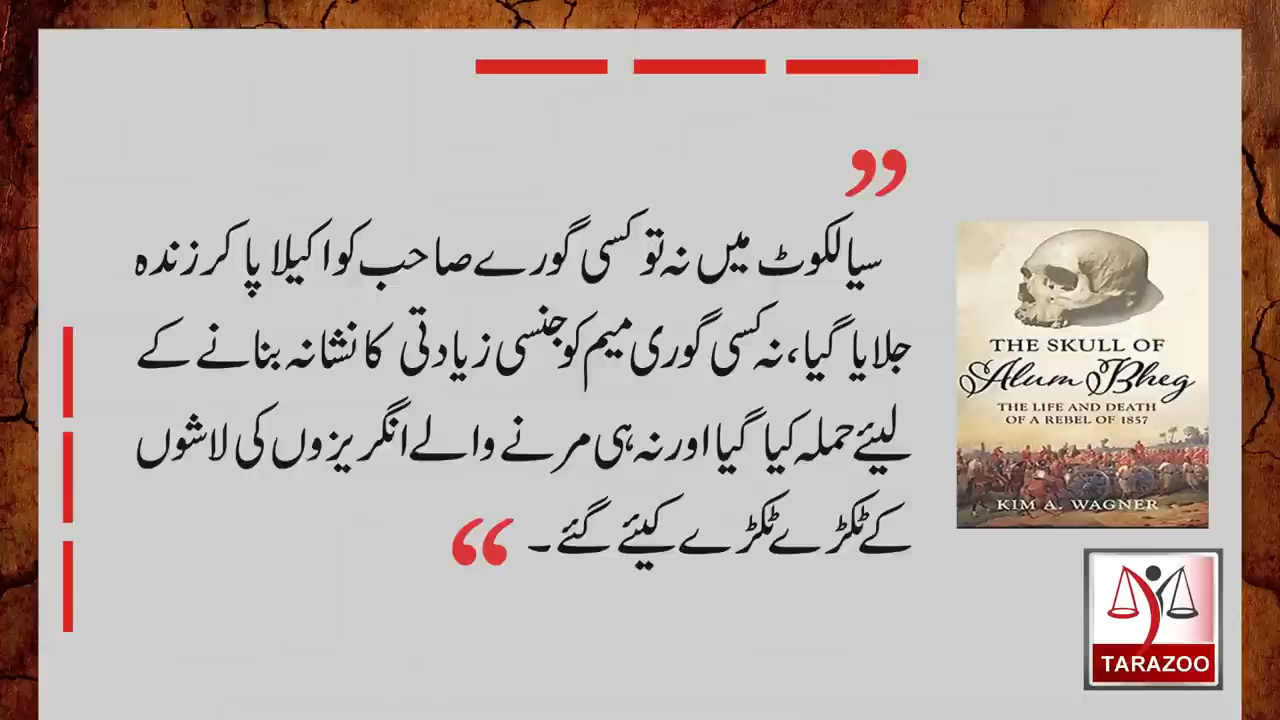 ”
سیالکوٹ میں نہ تو کسی گورے صاحب کو اکیلا پا کر زندہ
جلایا گیا، نہ کسی گوری میم کو جنسی زیادتی کا نشانہ بنانے کے
لیئے حملہ کیا گیا اور نہ ہی مرنے والے انگریزوں کی لاشوں
کے ٹکڑے ٹکڑے کیئے گئے۔ “
THE SKULL OF
Alum Bheg
THE LIFE AND DEATH
OF A REBEL OF 1857
KIM A. WAGNER
TARAZOO